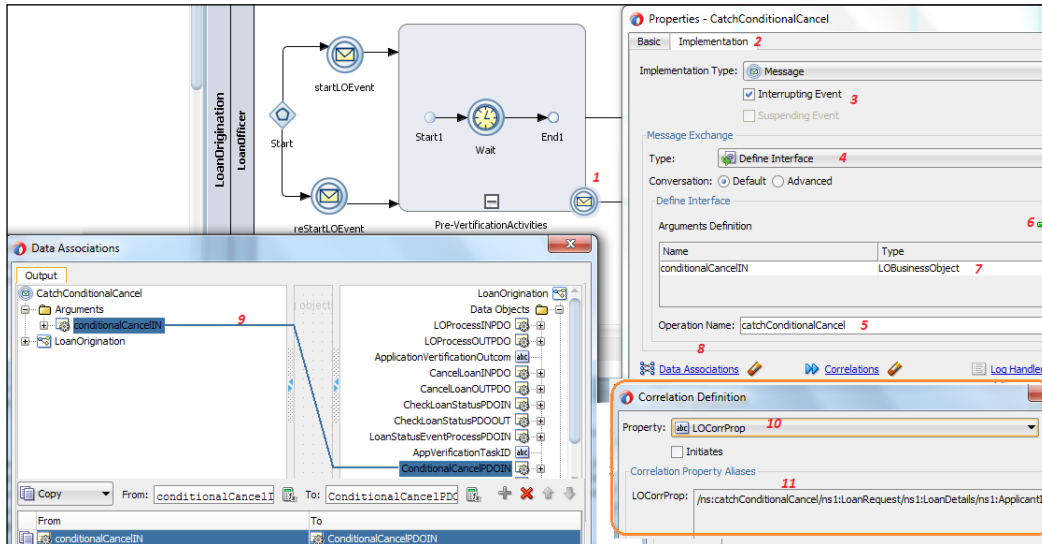 LoanOrigination
LoanOfficer
Start
startLOEvent
reStartLOEvent
Start1
Wait
End1
Pre-VertificationActivities
1
Properties - CatchConditionalCancel
Basic
Implementation 2
Implementation Type: Message
Interrupting Event 3
Suspending Event
Message Exchange
Type: Define Interface 4
Conversation: Default Advanced
Define Interface
Arguments Definition 6
Name Type
conditionalCancelIN LOBusinessObject 7
Operation Name: catchConditionalCancel 5
8
Data Associations Correlations Log Handler
Data Associations
Output
CatchConditionalCancel
Arguments
conditionalCancelIN 9
LoanOrigination
object
LoanOrigination
Data Objects
LOProcessINPDO
LOProcessOUTPDO
ApplicationVertificationOutcom abc
CancelLoanINPDO
CancelLoanOUTPDO
CheckLoanStatusPDOIN
CheckLoanStatusPDOOUT
LoanStatusEventProcessPDOIN
AppVerificationTaskID abc
ConditionalCancelPDOIN
Copy From: conditionalCancelI To: ConditionalCancelPDO
From To
conditionalCancelIN ConditionalCancelPDOIN
Correlation Definition
Property: abc LOCorrProp 10
Initiates
Correlation Property Aliases
11
LOCorrProp: /ns:catchConditionalCancel/ns1:LoanRequest/ns1:LoanDetails/ns1:ApplicantI